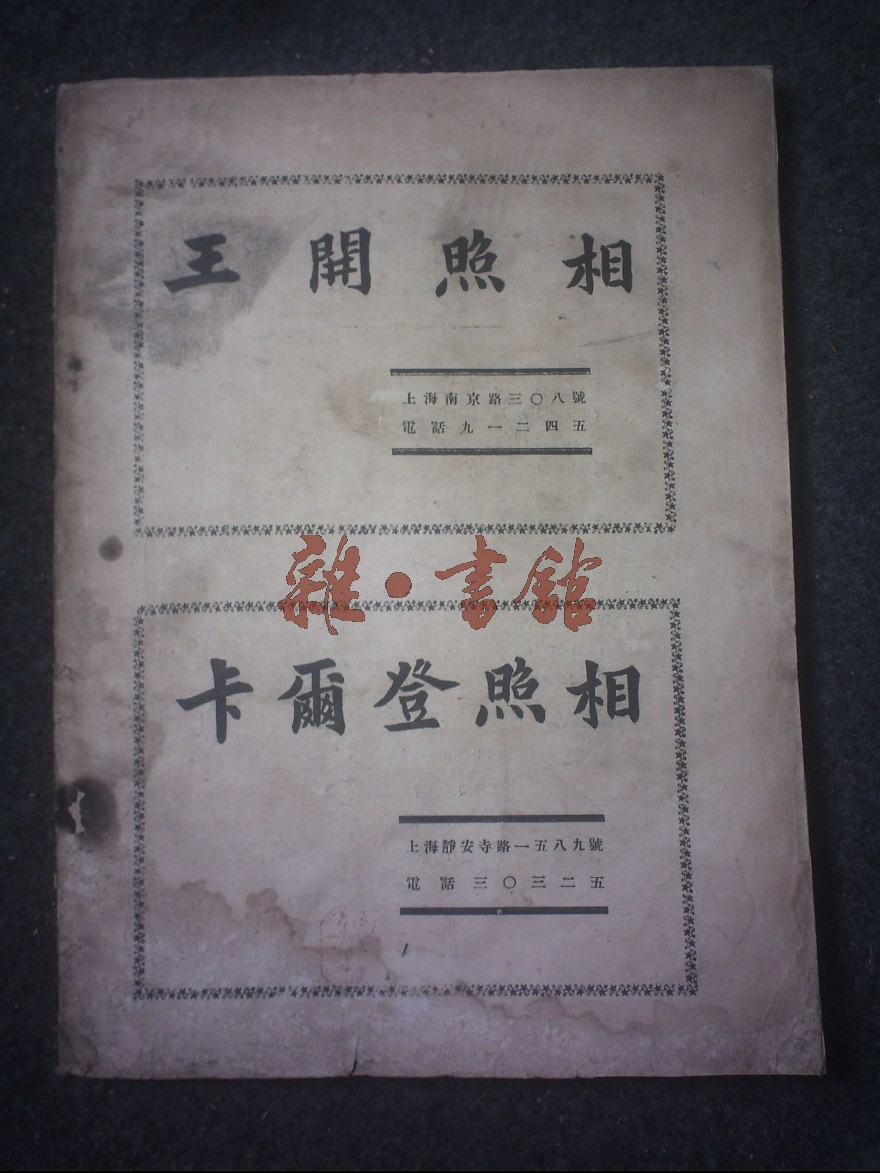 王開照相
上海南京路三〇八號
電話九一二四五
雜·書館
卡爾登照相
上海靜安寺路一五八九號
電話三〇三二五